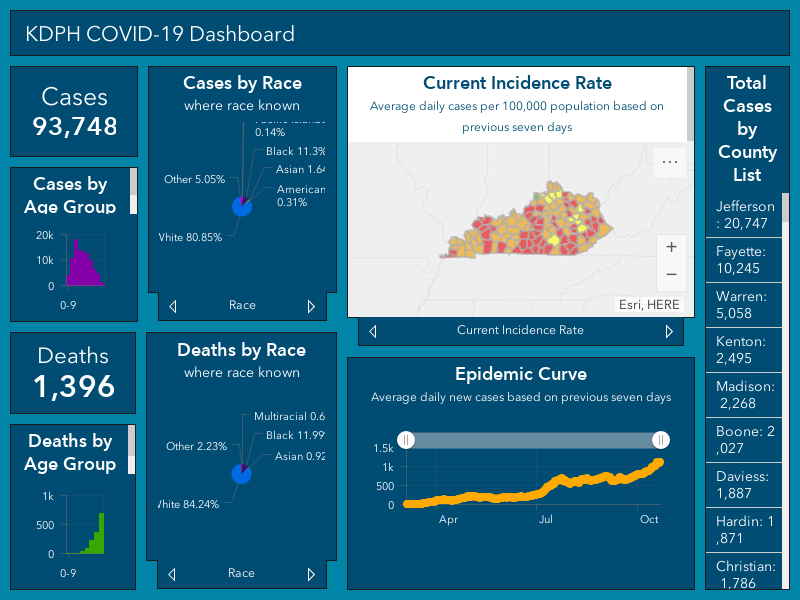 KDPH COVID-19 Dashboard
Cases
93,748
Cases by
Age Group
20k
10k
0
0-9
Deaths
1,396
Deaths by
Age Group
1k
500
0
0-9
Cases by Race
where race known
0.14%
Black 11.3%
Asian 1.64
American
0.31%
Other 5.05%
White 80.85%
Race
Deaths by Race
where race known
Multiracial 0.6
Black 11.99
Asian 0.92
Other 2.23%
White 84.24%
Race
Current Incidence Rate
Average daily cases per 100,000 population based on
previous seven days
+
−
Esri, HERE
Current Incidence Rate
Epidemic Curve
Average daily new cases based on previous seven days
1.5k
1k
500
0
Apr
Jul
Oct
Total
Cases
by
County
List
Jefferson
: 20,747
Fayette:
10,245
Warren:
5,058
Kenton:
2,495
Madison:
2,268
Boone: 2
,027
Daviess:
1,887
Hardin: 1
,871
Christian:
1,786